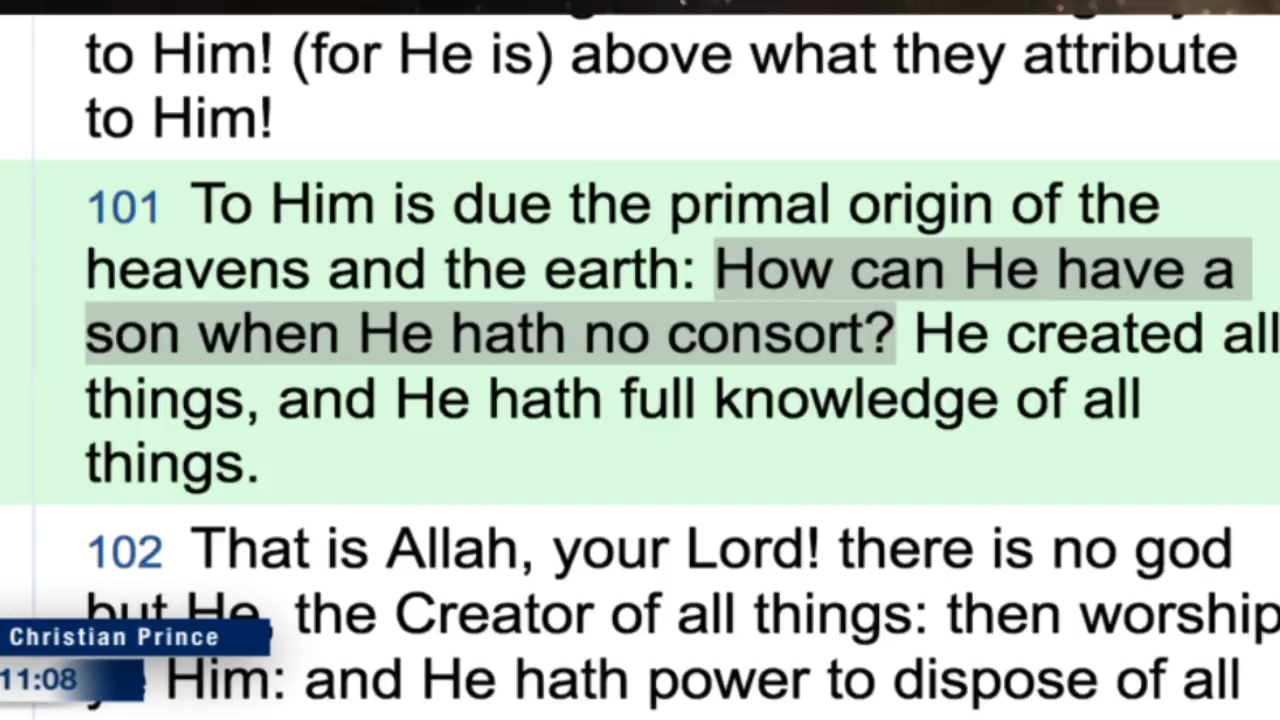 to Him! (for He is) above what they attribute
to Him!
101 To Him is due the primal origin of the
heavens and the earth: How can He have a
son when He hath no consort? He created all
things, and He hath full knowledge of all
things.
102 That is Allah, your Lord! there is no god
but He, the Creator of all things: then worship
Christian Prince
11:08
Him: and He hath power to dispose of all